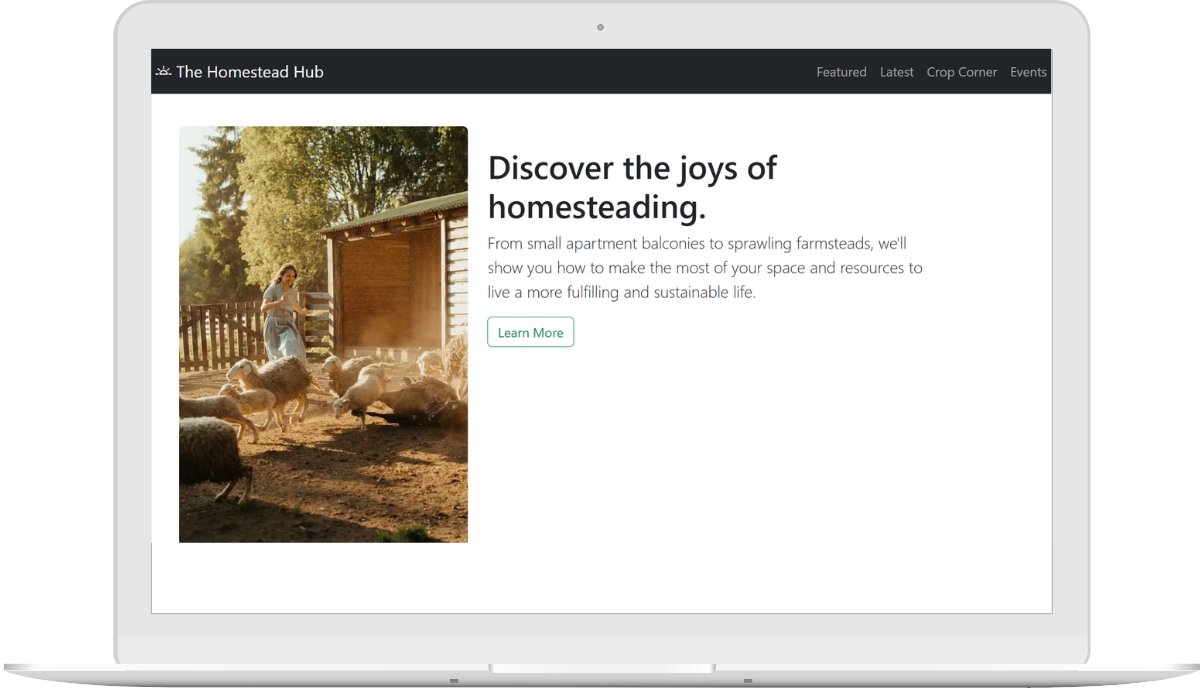 The Homestead Hub
Featured Latest Crop Corner Events
Discover the joys of
homesteading.
From small apartment balconies to sprawling farmsteads, we'll
show you how to make the most of your space and resources to
live a more fulfilling and sustainable life.
Learn More